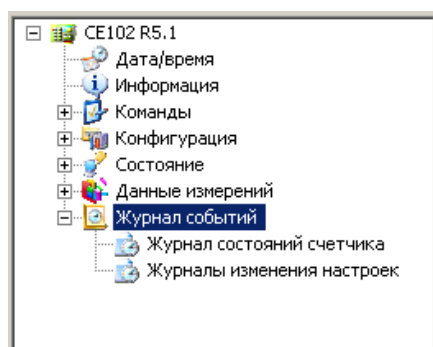 CE102 R5.1
Дата/время
Информация
Команды
Конфигурация
Состояние
Данные измерений
Журнал событий
Журнал состояний счетчика
Журналы изменения настроек